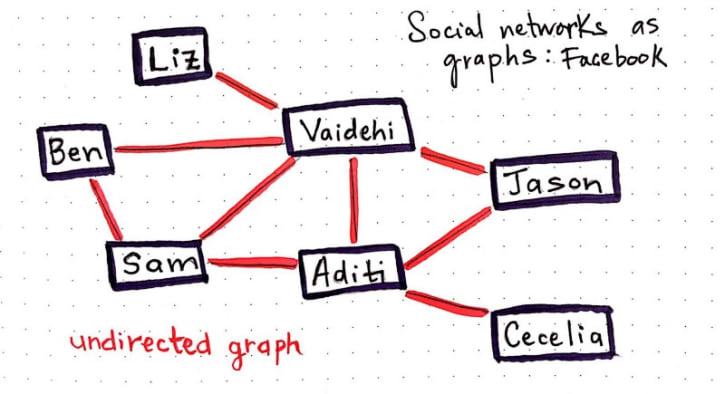 Social networks as
graphs: Facebook
Liz
Vaidehi
Ben
Jason
Sam
Aditi
Cecelia
undirected graph